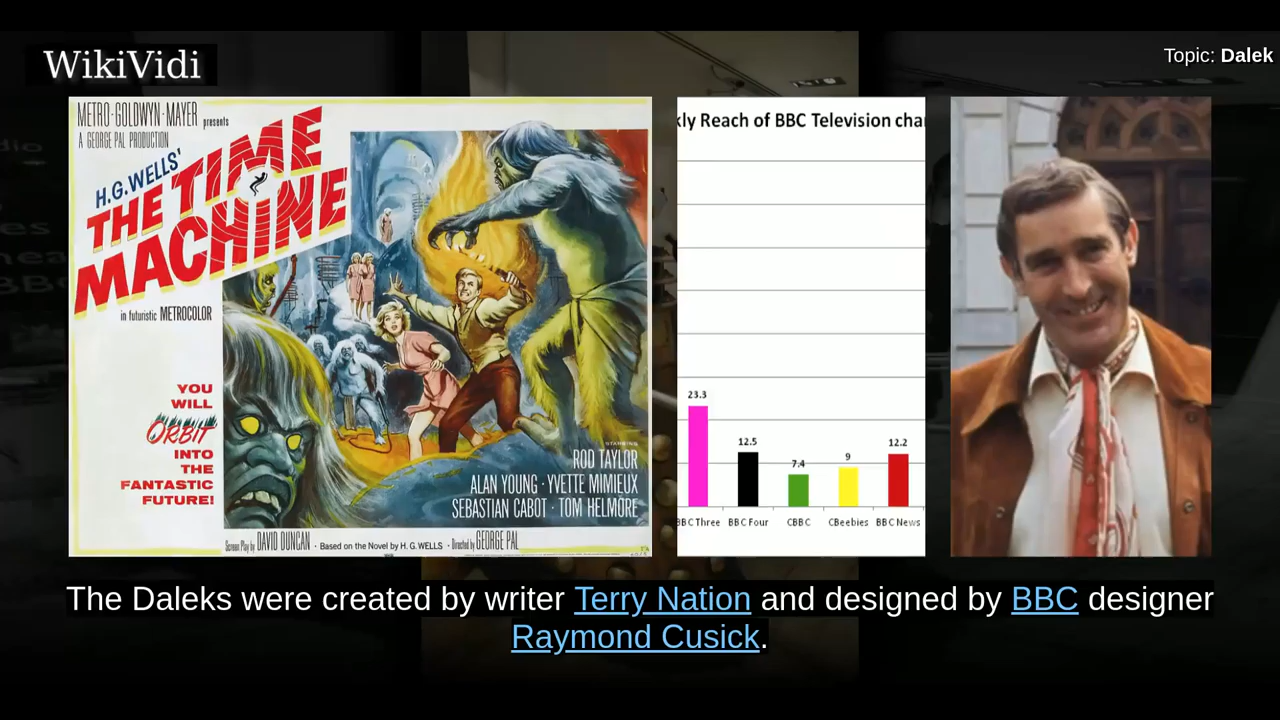 WikiVidi
Topic: Dalek
METRO-GOLDWYN-MAYER presents
A GEORGE PAL PRODUCTION
H.G. WELLS'
THE TIME
MACHINE
in futuristic METROCOLOR
YOU
WILL
ORBIT
INTO
THE
FANTASTIC
FUTURE!
STARRING
ROD TAYLOR
ALAN YOUNG · YVETTE MIMIEUX
SEBASTIAN CABOT · TOM HELMORE
Screen Play by DAVID DUNCAN · Based on the Novel by H. G. WELLS · Directed by GEORGE PAL
kly Reach of BBC Television cha
23.3
12.5
7.4
9
12.2
BBC Three BBC Four CBBC CBeebies BBC News
The Daleks were created by writer Terry Nation and designed by BBC designer
Raymond Cusick.